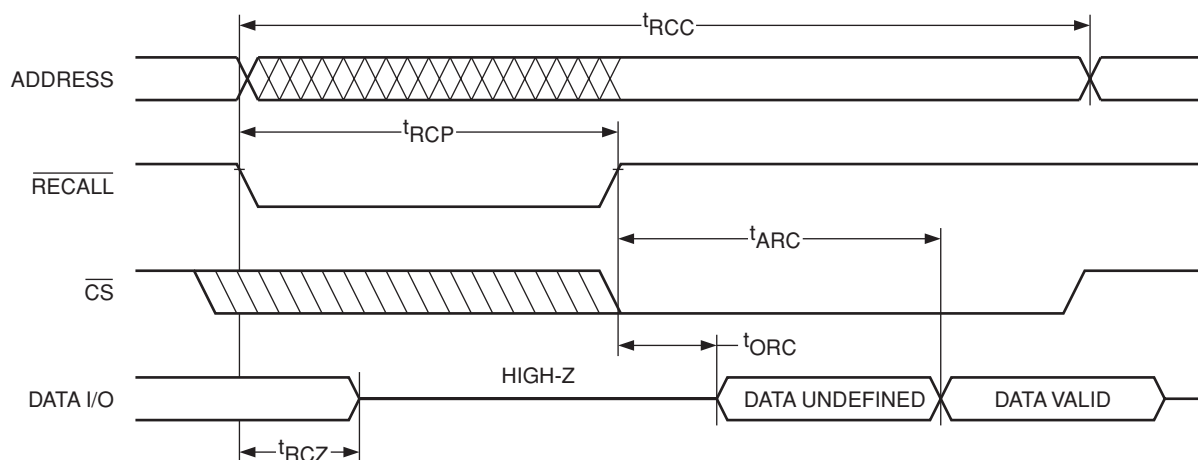 tRCC
ADDRESS
tRCP
RECALL
tARC
CS
tORC
HIGH-Z
DATA I/O
DATA UNDEFINED
DATA VALID
tRCZ